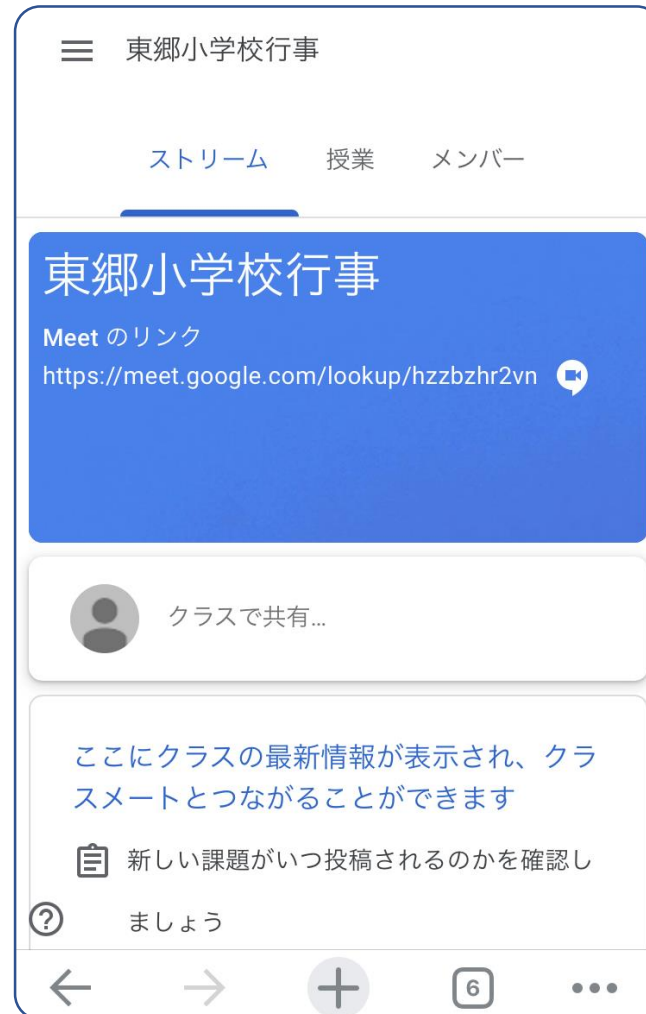 東郷小学校行事
ストリーム 授業 メンバー
東郷小学校行事
Meet のリンク
https://meet.google.com/lookup/hzzbzhr2vn
クラスで共有...
ここにクラスの最新情報が表示され、クラ
スメートとつながることができます
新しい課題がいつ投稿されるのかを確認し
ましょう
6